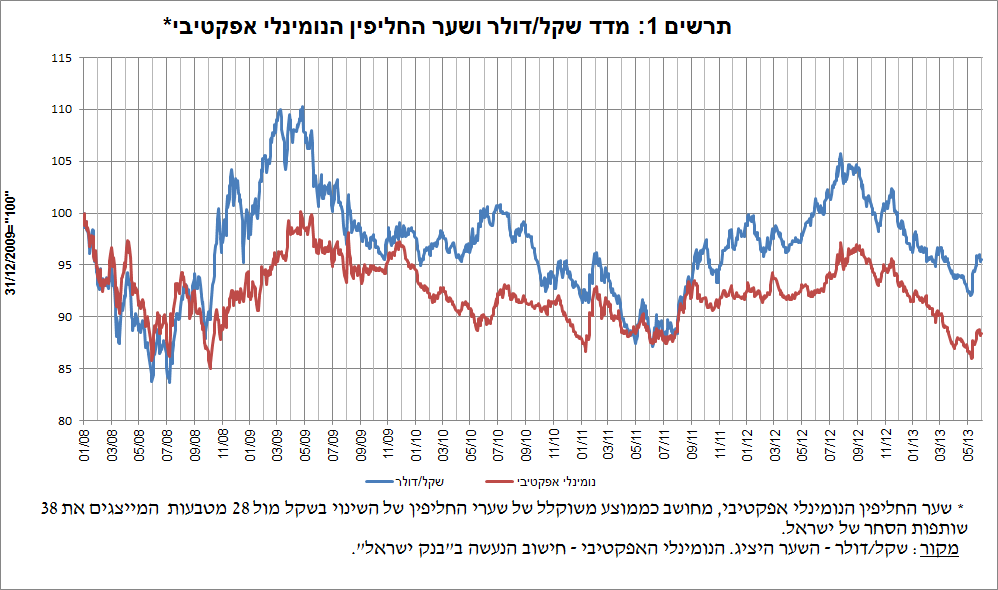 תרשים 1: מדד שקל/דולר ושער החליפין הנומינלי אפקטיבי*
31/12/2009="100"
115
110
105
100
95
90
85
80
01/08 03/08 05/08 07/08 09/08 11/08 01/09 03/09 05/09 07/09 09/09 11/09 01/10 03/10 05/10 07/10 09/10 11/10 01/11 03/11 05/11 07/11 09/11 11/11 01/12 03/12 05/12 07/12 09/12 11/12 01/13 03/13 05/13
שקל/דולר נומינלי אפקטיבי
* שער החליפין הנומינלי אפקטיבי, מחושב כממוצע משוקלל של שערי החליפין של השינוי בשקל מול 28 מטבעות המייצגים את 38
שותפות הסחר של ישראל.
מקור: שקל/דולר - השער היציג. הנומינלי האפקטיבי - חישוב הנעשה ב"בנק ישראל".